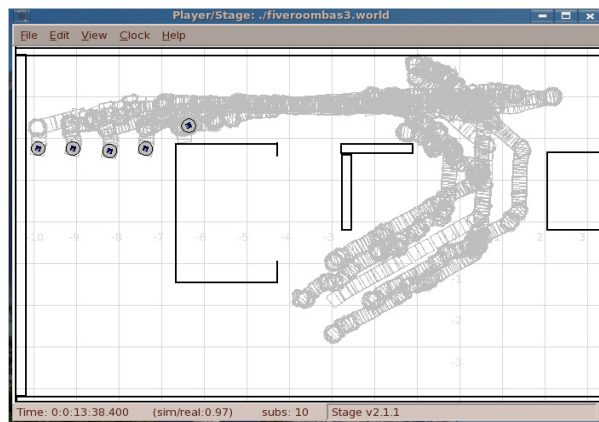 Player/Stage: ./fiveroombas3.world
File Edit View Clock Help
-10 -9 -8 -7 -6 -5 -4 -3 2 3
-1
-2
-3
Time: 0:0:13:38.400 (sim/real:0.97) subs: 10 Stage v2.1.1